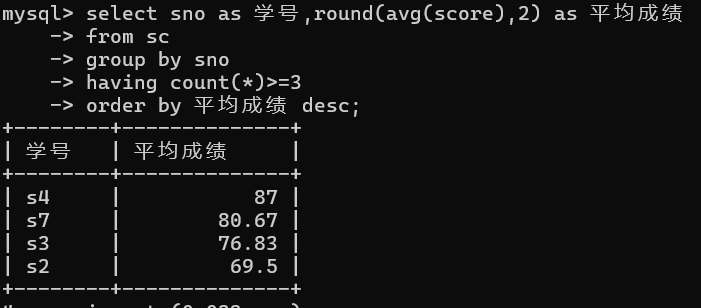 mysql> select sno as 学号,round(avg(score),2) as 平均成绩
    -> from sc
    -> group by sno
    -> having count(*)>=3
    -> order by 平均成绩 desc;
+--------+--------------+
| 学号   | 平均成绩     |
+--------+--------------+
| s4     |           87 |
| s7     |        80.67 |
| s3     |        76.83 |
| s2     |         69.5 |
+--------+--------------+